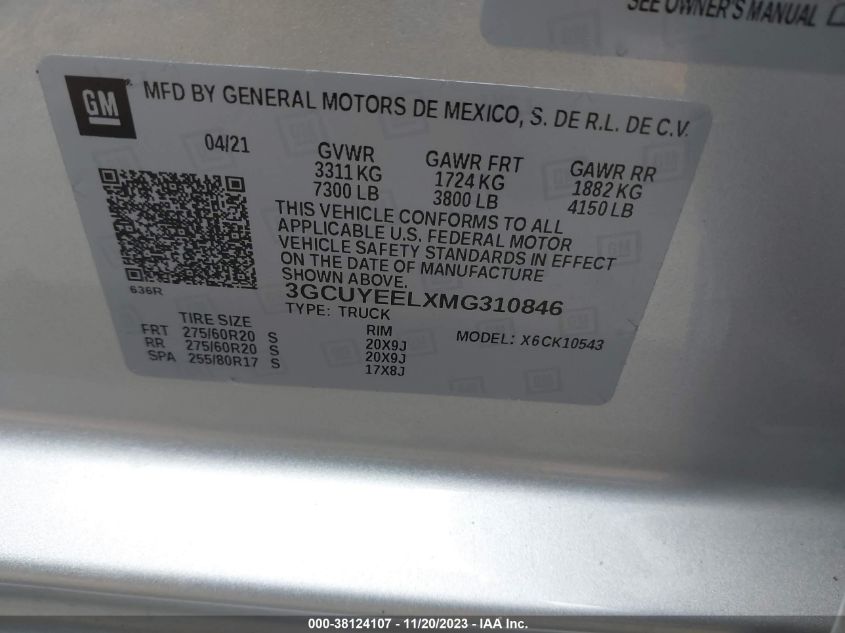 SEE OWNER'S MANUAL
GM
MFD BY GENERAL MOTORS DE MEXICO, S. DE R.L. DE C.V.
04/21 GVWR GAWR FRT GAWR RR
3311 KG 1724 KG 1882 KG
7300 LB 3800 LB 4150 LB
THIS VEHICLE CONFORMS TO ALL
APPLICABLE U.S. FEDERAL MOTOR
VEHICLE SAFETY STANDARDS IN EFFECT
ON THE DATE OF MANUFACTURE
SHOWN ABOVE.
636R
3GCUYEELXMG310846
TYPE: TRUCK MODEL: X6CK10543
TIRE SIZE RIM
FRT 275/60R20 S 20X9J
RR 275/60R20 S 20X9J
SPA 255/80R17 S 17X8J
000-38124107 - 11/20/2023 - IAA Inc.